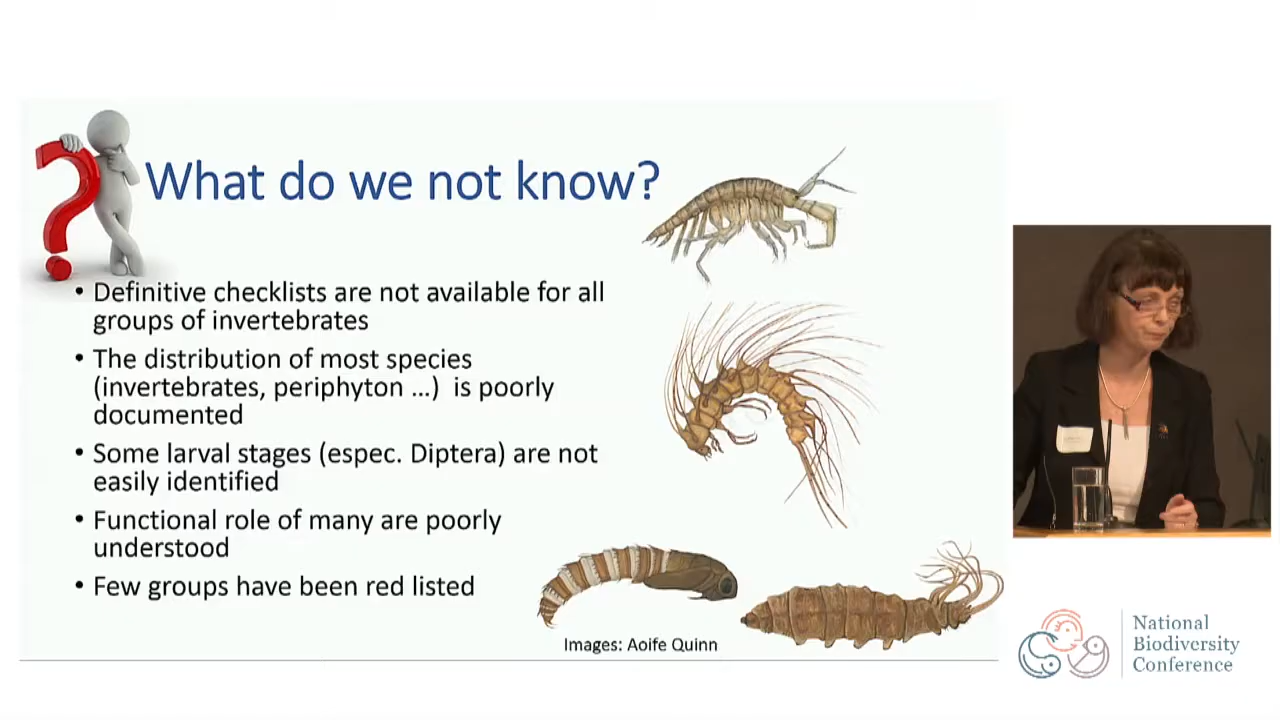 What do we not know?
• Definitive checklists are not available for all
groups of invertebrates
• The distribution of most species
(invertebrates, periphyton ...)  is poorly
documented
• Some larval stages (espec. Diptera) are not
easily identified
• Functional role of many are poorly
understood
• Few groups have been red listed
Images: Aoife Quinn
National
Biodiversity
Conference